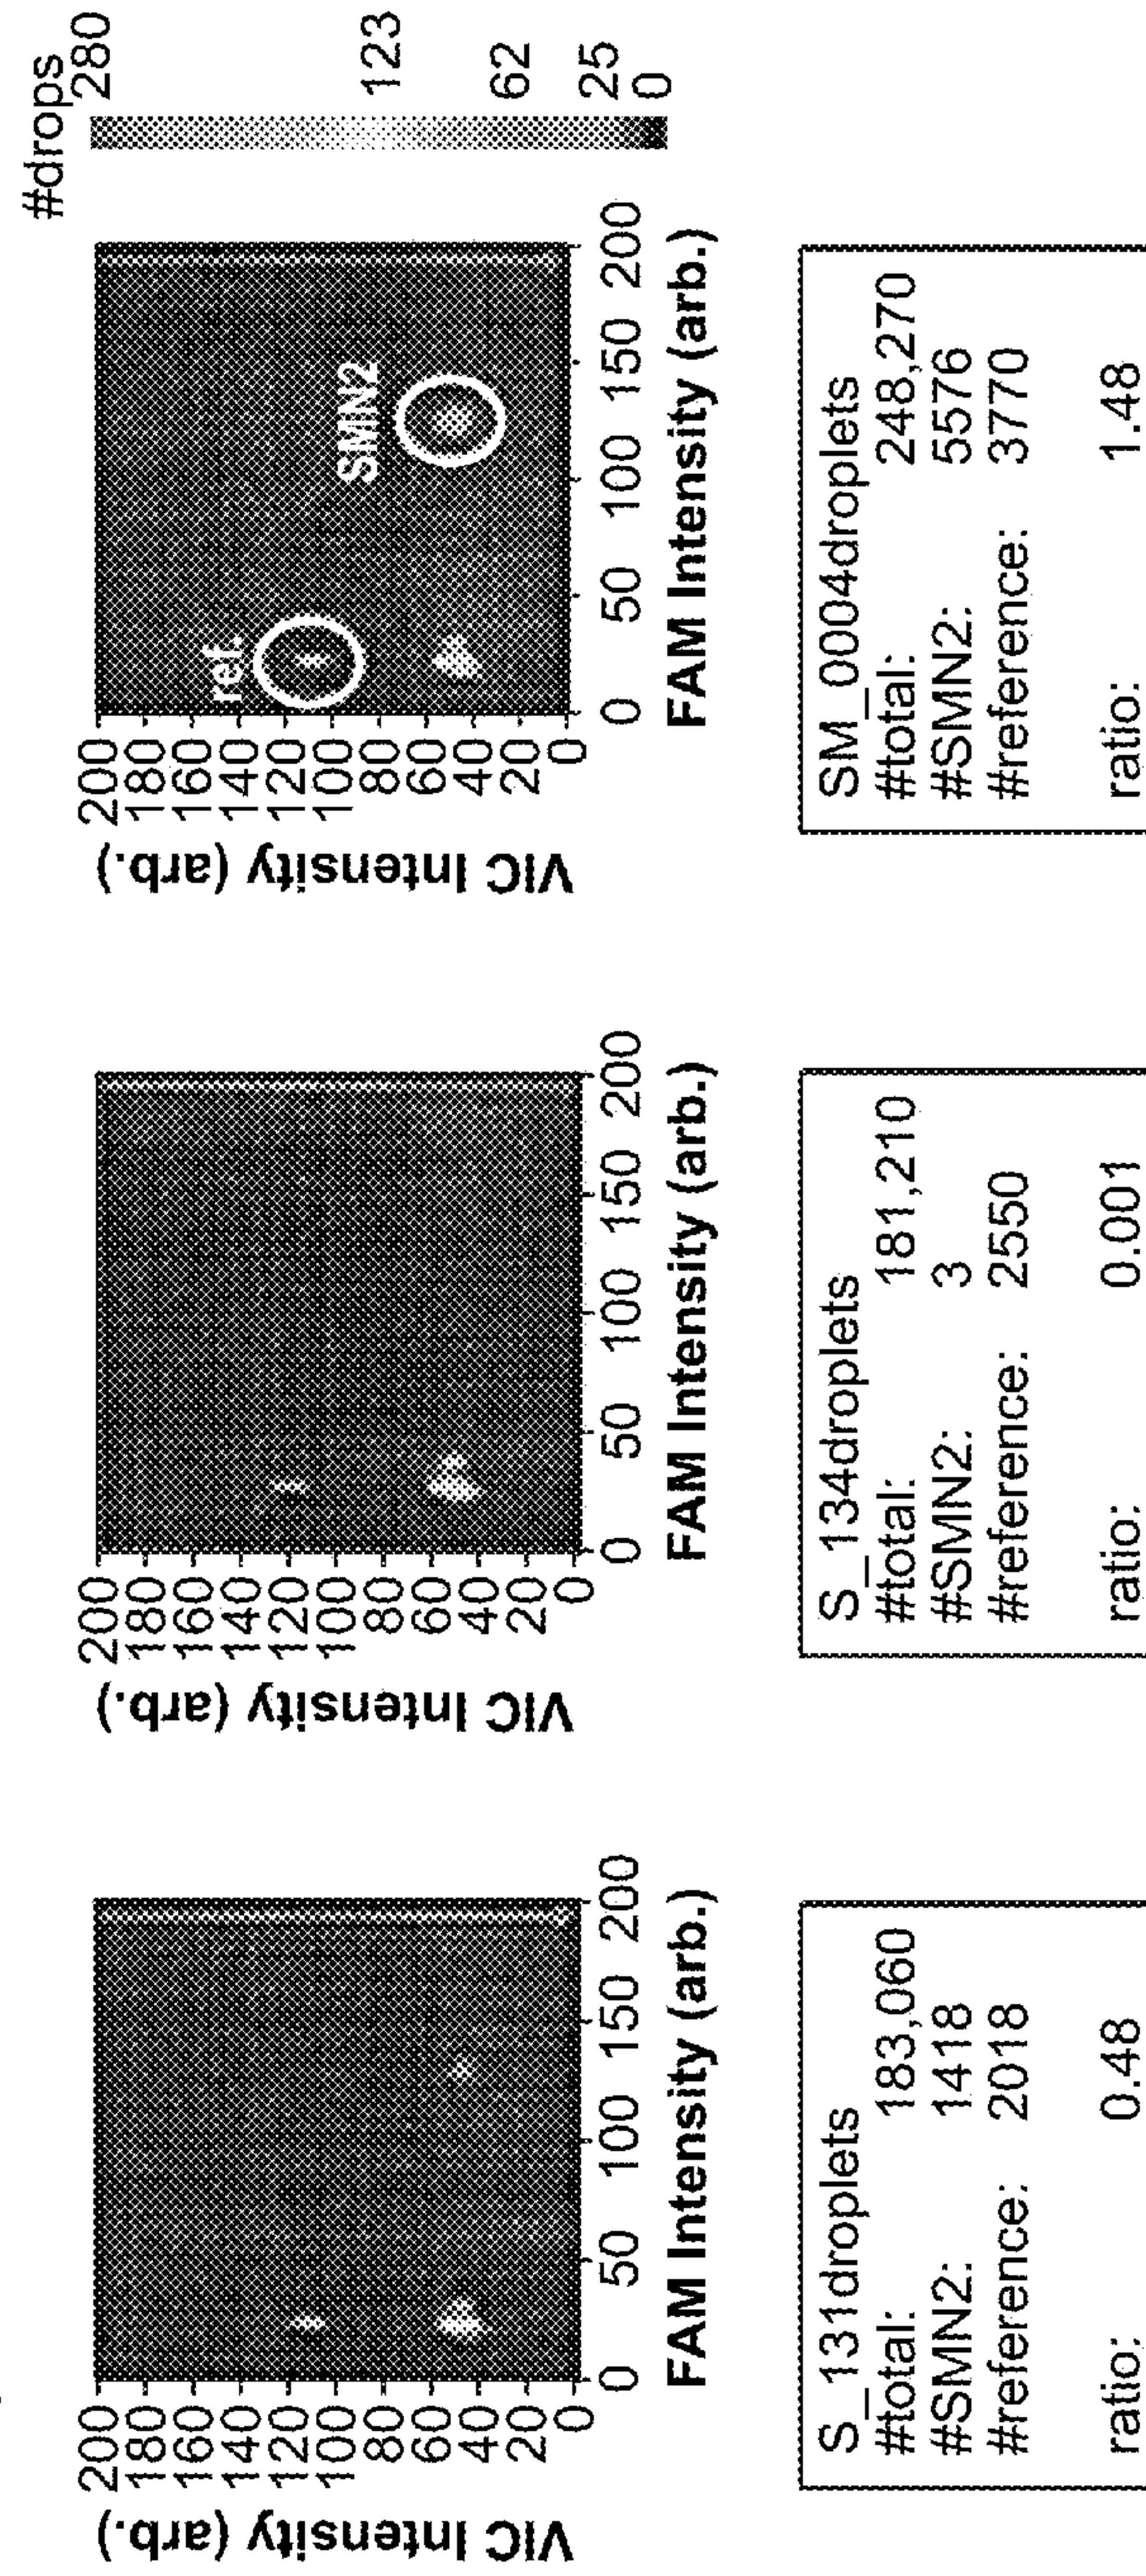 #drops
280
123
62
25
0
VIC Intensity (arb.)
200
180
160
140
120
100
80
60
40
20
0
0 50 100 150 200
FAM Intensity (arb.)
VIC Intensity (arb.)
200
180
160
140
120
100
80
60
40
20
0
0 50 100 150 200
FAM Intensity (arb.)
VIC Intensity (arb.)
200
180
160
140
120
100
80
60
40
20
0
ref.
SMN2
0 50 100 150 200
FAM Intensity (arb.)
S_131droplets
#total: 183,060
#SMN2: 1418
#reference: 2018
ratio: 0.48
S_134droplets
#total: 181,210
#SMN2: 3
#reference: 2550
ratio: 0.001
SM_0004droplets
#total: 248,270
#SMN2: 5576
#reference: 3770
ratio: 1.48